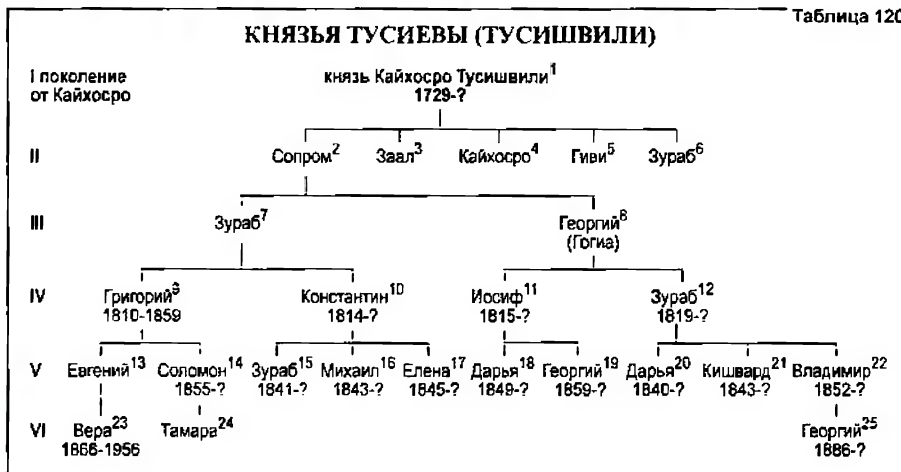 Таблица 120
КНЯЗЬЯ ТУСИЕВЫ (ТУСИШВИЛИ)
I поколение князь Кайхосро Тусишвили1
от Кайхосро 1729-?
II Сопром2 Заал3 Кайхосро4 Гиви5 Зураб6
III Зураб7 Георгий8
(Гогиа)
IV Григорий9 Константин10 Иосиф11 Зураб12
1810-1859 1814-? 1815-? 1819-?
V Евгений13 Соломон14 Зураб15 Михаил16 Елена17 Дарья18 Георгий19 Дарья20 Кишвард21 Владимир22
1855-? 1841-? 1843-? 1845-? 1849-? 1859-? 1840-? 1843-? 1852-?
VI Вера23 Тамара24 Георгий25
1866-1956 1886-?